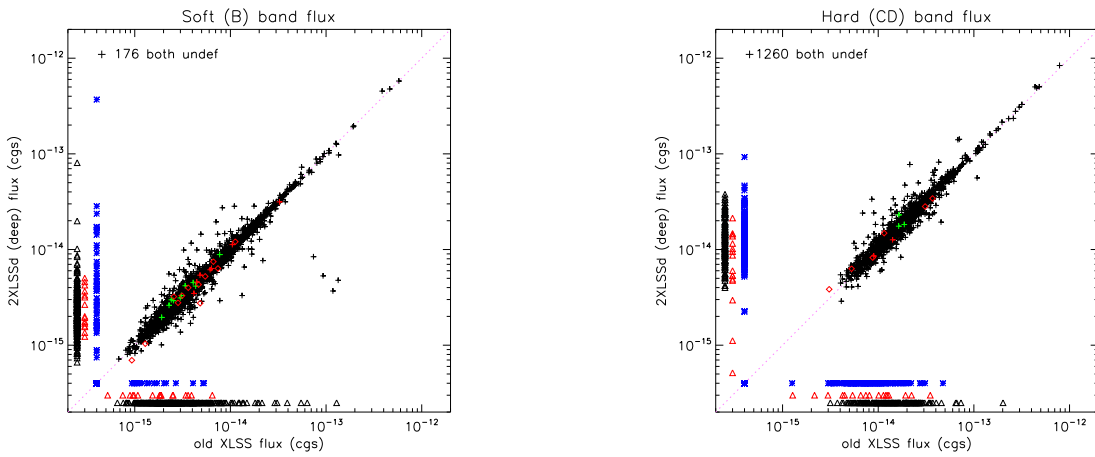 Soft (B) band flux
+ 176 both undef
10⁻¹²
10⁻¹³
10⁻¹⁴
10⁻¹⁵
2XLSSd (deep) flux (cgs)
10⁻¹⁵ 10⁻¹⁴ 10⁻¹³ 10⁻¹²
old XLSS flux (cgs)
Hard (CD) band flux
+1260 both undef
10⁻¹²
10⁻¹³
10⁻¹⁴
10⁻¹⁵
2XLSSd (deep) flux (cgs)
10⁻¹⁵ 10⁻¹⁴ 10⁻¹³ 10⁻¹²
old XLSS flux (cgs)